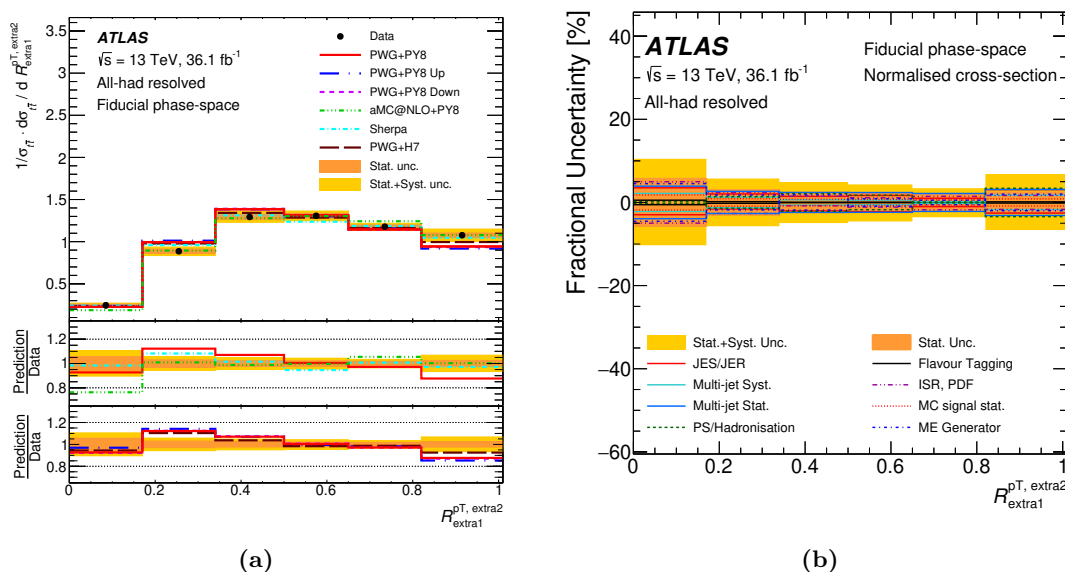 ATLAS
√s = 13 TeV, 36.1 fb⁻¹
All-had resolved
Fiducial phase-space
Data
PWG+PY8
PWG+PY8 Up
PWG+PY8 Down
aMC@NLO+PY8
Sherpa
PWG+H7
Stat. unc.
Stat.+Syst. unc.
1/σ_tt̄ · dσ_tt̄ / d R_extra1^pT, extra2
3.5
3
2.5
2
1.5
1
0.5
Prediction
Data
1.2
1.0
0.8
Prediction
Data
1.2
1.0
0.8
0 0.2 0.4 0.6 0.8 1
R_extra1^pT, extra2
(a)
Fractional Uncertainty [%]
ATLAS
√s = 13 TeV, 36.1 fb⁻¹
All-had resolved
Fiducial phase-space
Normalised cross-section
40
20
0
−20
−40
−60
Stat.+Syst. Unc.
JES/JER
Multi-jet Syst.
Multi-jet Stat.
PS/Hadronisation
Stat. Unc.
Flavour Tagging
ISR, PDF
MC signal stat.
ME Generator
0 0.2 0.4 0.6 0.8 1
R_extra1^pT, extra2
(b)